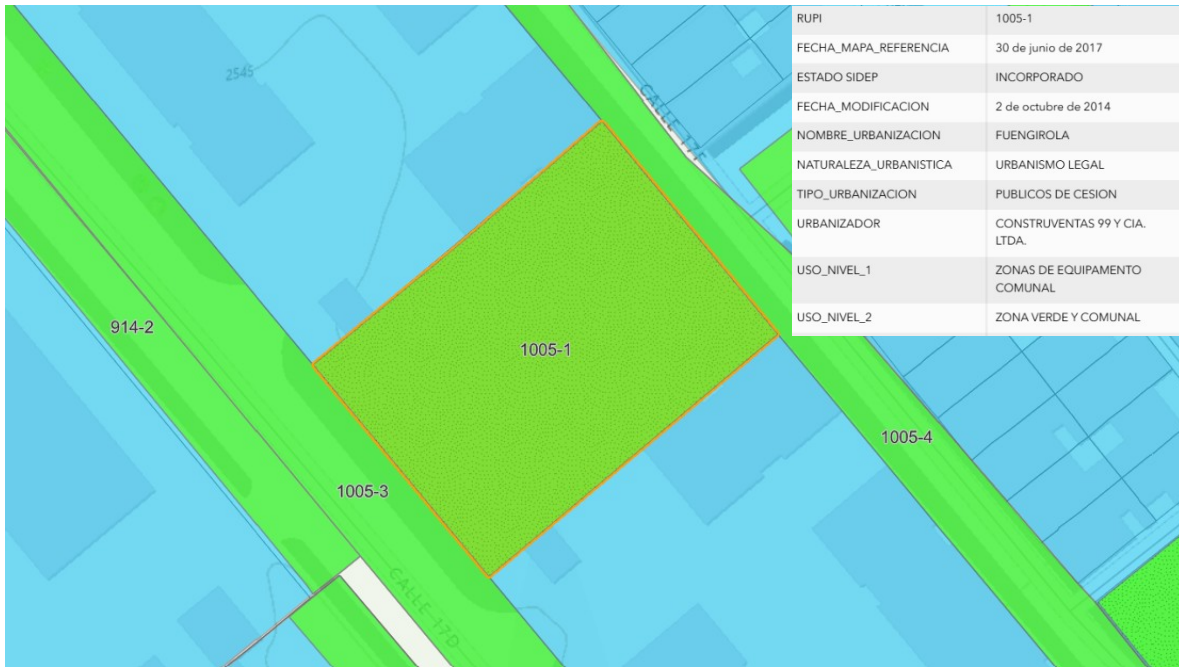 RUPI 1005-1
FECHA_MAPA_REFERENCIA 30 de junio de 2017
ESTADO SIDEP INCORPORADO
FECHA_MODIFICACION 2 de octubre de 2014
NOMBRE_URBANIZACION FUENGIROLA
NATURALEZA_URBANISTICA URBANISMO LEGAL
TIPO_URBANIZACION PUBLICOS DE CESION
URBANIZADOR CONSTRUVENTAS 99 Y CIA.
LTDA.
USO_NIVEL_1 ZONAS DE EQUIPAMENTO
COMUNAL
USO_NIVEL_2 ZONA VERDE Y COMUNAL
2545
CALLE 17F
914-2
1005-1
1005-4
1005-3
CALLE 17D